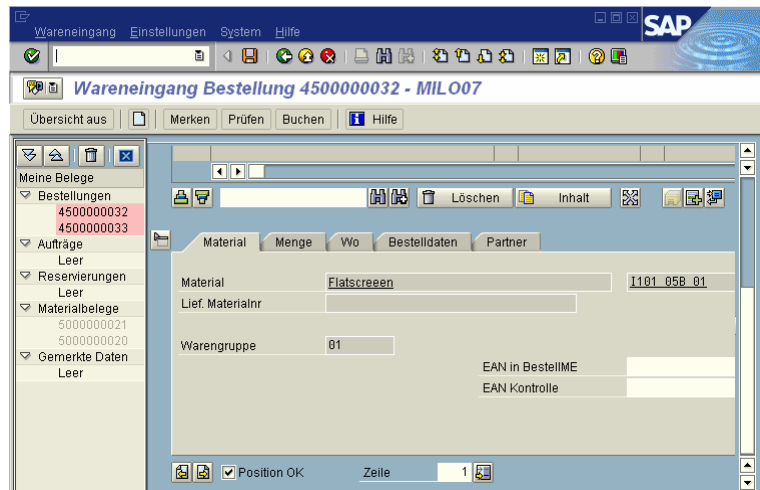 Wareneingang Einstellungen System Hilfe
SAP
Wareneingang Bestellung 4500000032 - MILO07
Übersicht aus Merken Prüfen Buchen Hilfe
Meine Belege
Bestellungen
4500000032
4500000033
Aufträge
Leer
Reservierungen
Leer
Materialbelege
5000000021
5000000020
Gemerkte Daten
Leer
Löschen Inhalt
Material Menge Wo Bestelldaten Partner
Material Flatscreeen I101 05B 01
Lief. Materialnr
Warengruppe 01
EAN in BestellME
EAN Kontrolle
Position OK Zeile 1